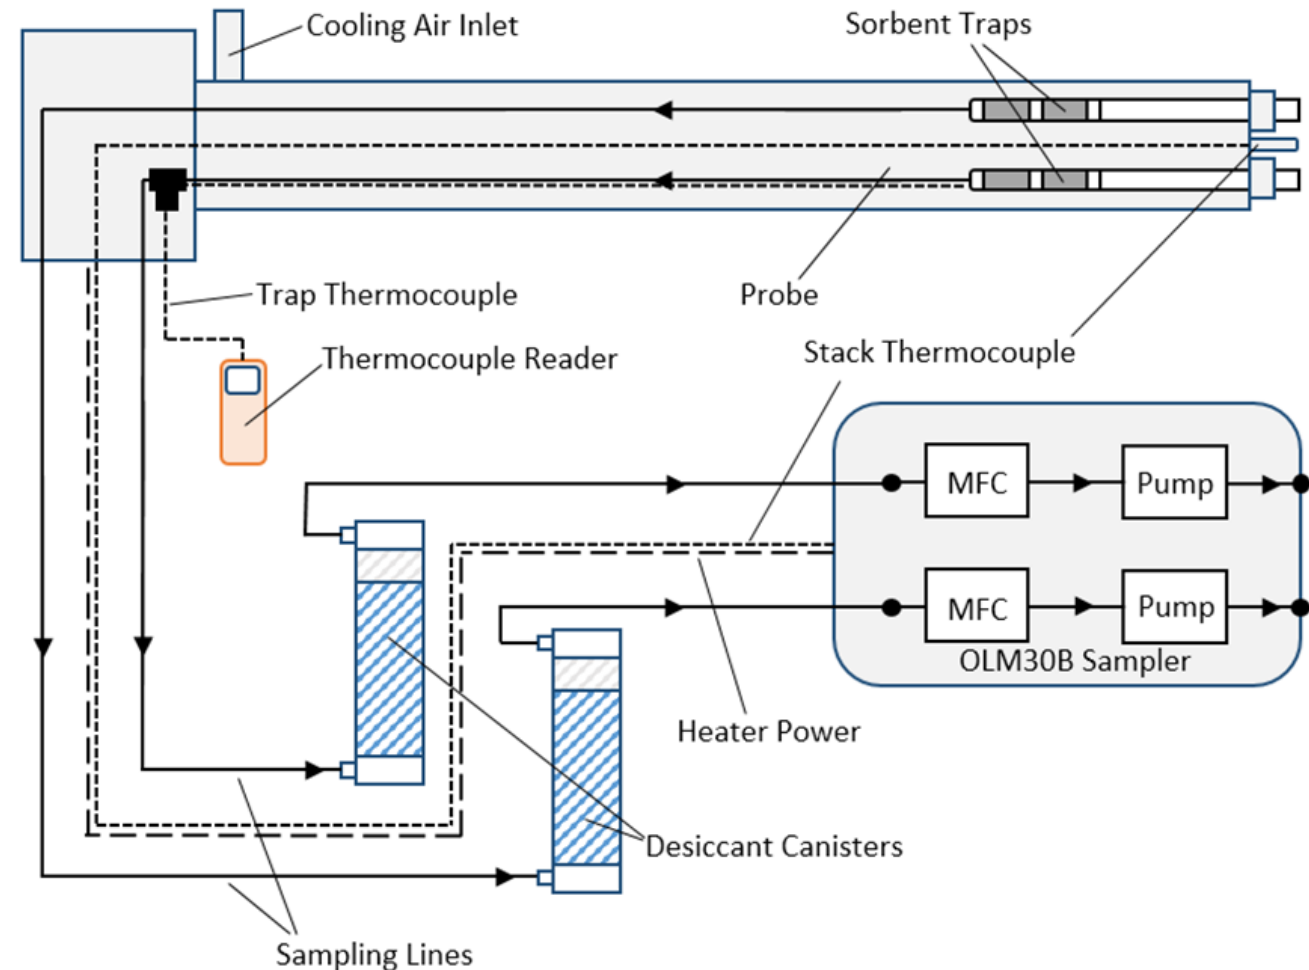 Cooling Air Inlet
Sorbent Traps
Trap Thermocouple
Probe
Thermocouple Reader
Stack Thermocouple
MFC
Pump
MFC
Pump
OLM30B Sampler
Heater Power
Desiccant Canisters
Sampling Lines